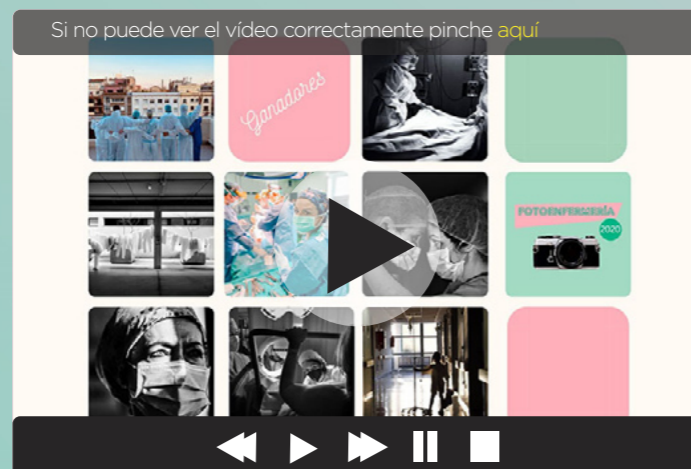 Si no puede ver el vídeo correctamente pinche aquí
Ganadores
FOTOENFERMERÍA
2020